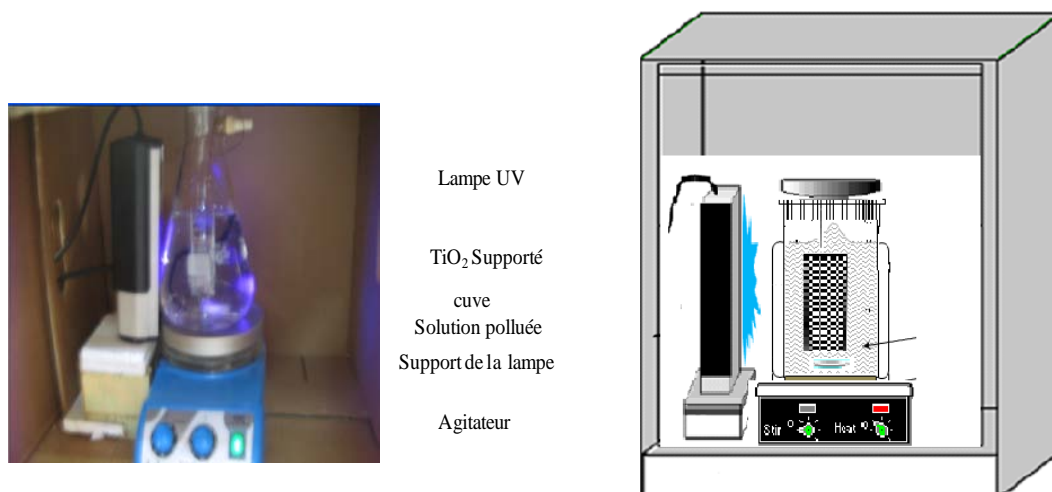 Lampe UV
TiO₂ Supporté
cuve
Solution polluée
Support de la lampe
Agitateur
Stir Heat